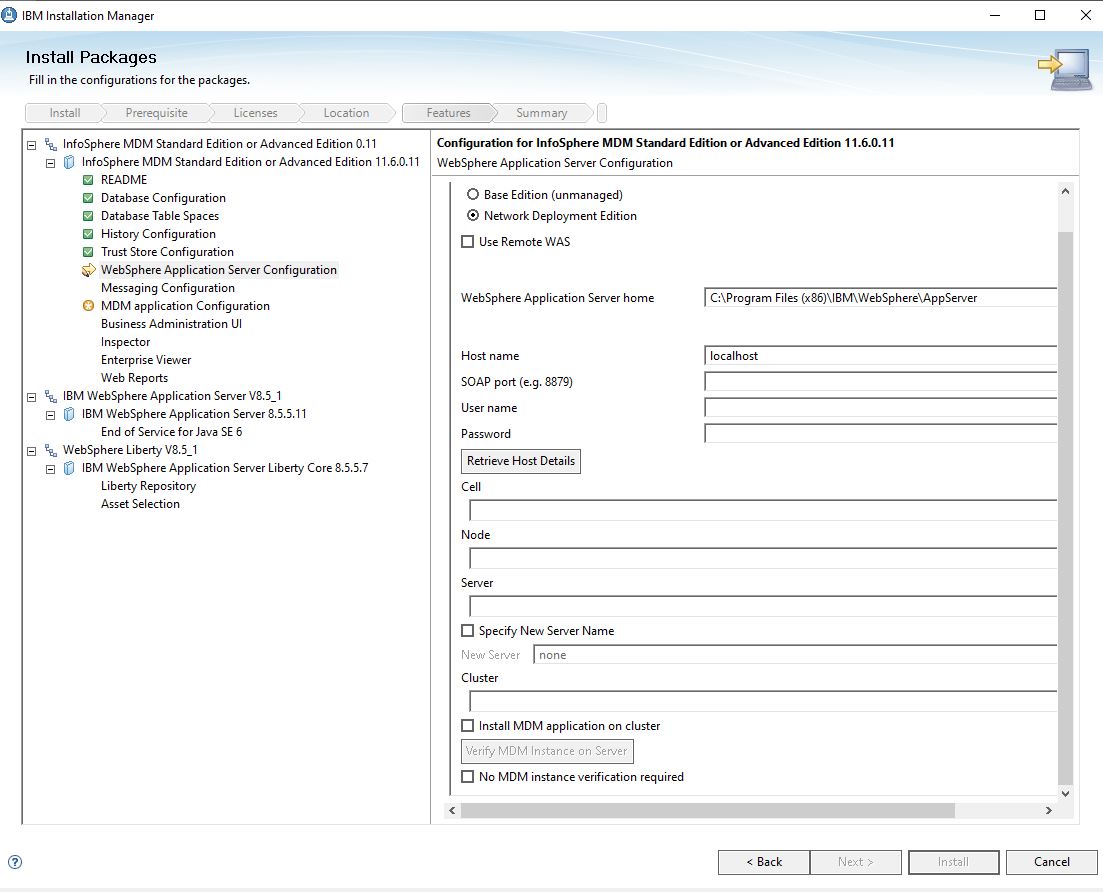 IBM Installation Manager
Install Packages
Fill in the configurations for the packages.
Install Prerequisite Licenses Location Features Summary
InfoSphere MDM Standard Edition or Advanced Edition 0.11
InfoSphere MDM Standard Edition or Advanced Edition 11.6.0.11
README
Database Configuration
Database Table Spaces
History Configuration
Trust Store Configuration
WebSphere Application Server Configuration
Messaging Configuration
MDM application Configuration
Business Administration UI
Inspector
Enterprise Viewer
Web Reports
IBM WebSphere Application Server V8.5_1
IBM WebSphere Application Server 8.5.5.11
End of Service for Java SE 6
WebSphere Liberty V8.5_1
IBM WebSphere Application Server Liberty Core 8.5.5.7
Liberty Repository
Asset Selection
Configuration for InfoSphere MDM Standard Edition or Advanced Edition 11.6.0.11
WebSphere Application Server Configuration
Base Edition (unmanaged)
Network Deployment Edition
Use Remote WAS
WebSphere Application Server home C:\Program Files (x86)\IBM\WebSphere\AppServer
Host name localhost
SOAP port (e.g. 8879)
User name
Password
Retrieve Host Details
Cell
Node
Server
Specify New Server Name
New Server none
Cluster
Install MDM application on cluster
Verify MDM Instance on Server
No MDM instance verification required
? < Back Next > Install Cancel